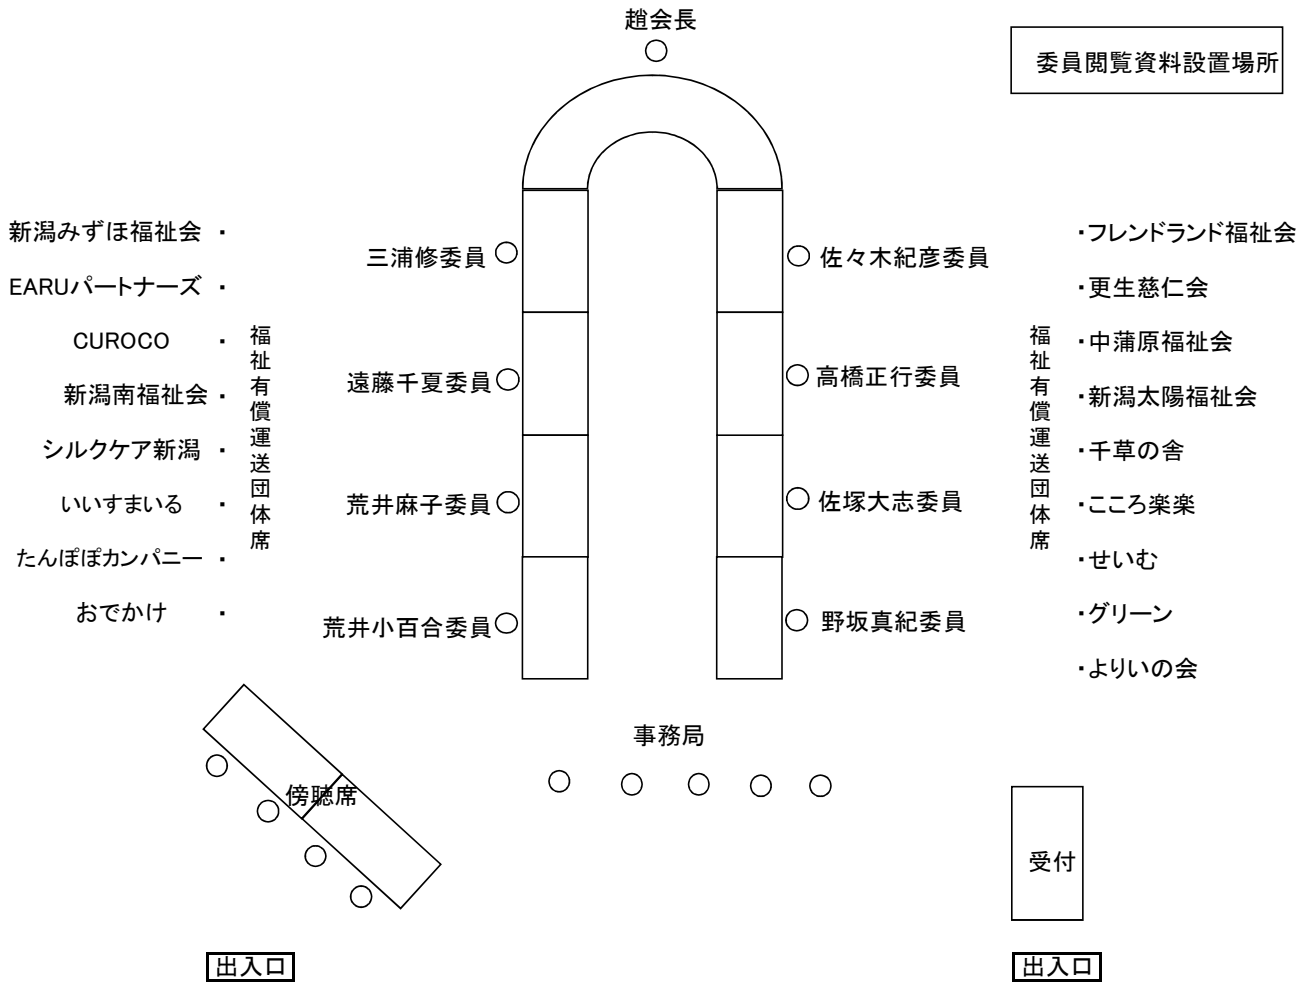 趙会長
委員閲覧資料設置場所
新潟みずほ福祉会 ・
EARUパートナーズ ・
CUROCO ・
新潟南福祉会 ・
シルクケア新潟 ・
いいすまいる ・
たんぽぽカンパニー ・
おでかけ ・
福祉有償運送団体席
三浦修委員
遠藤千夏委員
荒井麻子委員
荒井小百合委員
佐々木紀彦委員
高橋正行委員
佐塚大志委員
野坂真紀委員
福祉有償運送団体席
・フレンドランド福祉会
・更生慈仁会
・中蒲原福祉会
・新潟太陽福祉会
・千草の舎
・こころ楽楽
・せいむ
・グリーン
・よりいの会
事務局
傍聴席
受付
出入口
出入口